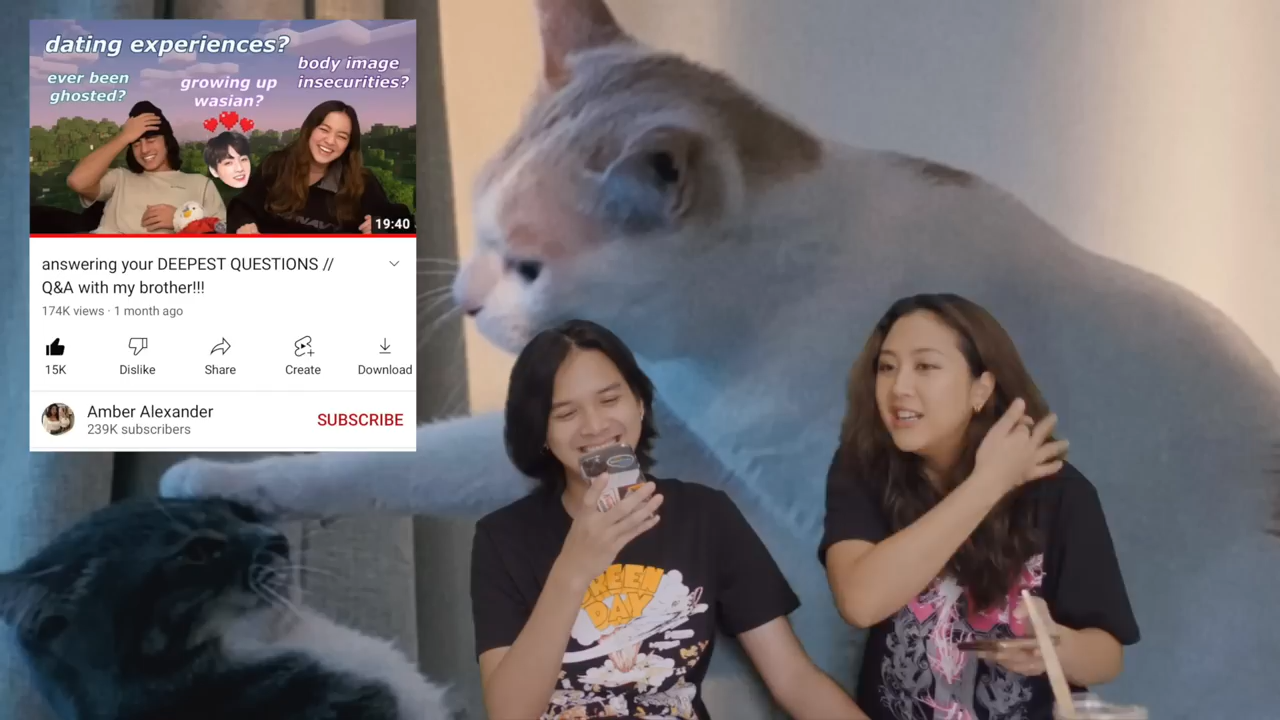 dating experiences?
ever been
ghosted?
growing up
wasian?
body image
insecurities?
19:40
answering your DEEPEST QUESTIONS //
Q&A with my brother!!!
174K views · 1 month ago
15K
Dislike
Share
Create
Download
Amber Alexander
239K subscribers
SUBSCRIBE
GREEN
DAY